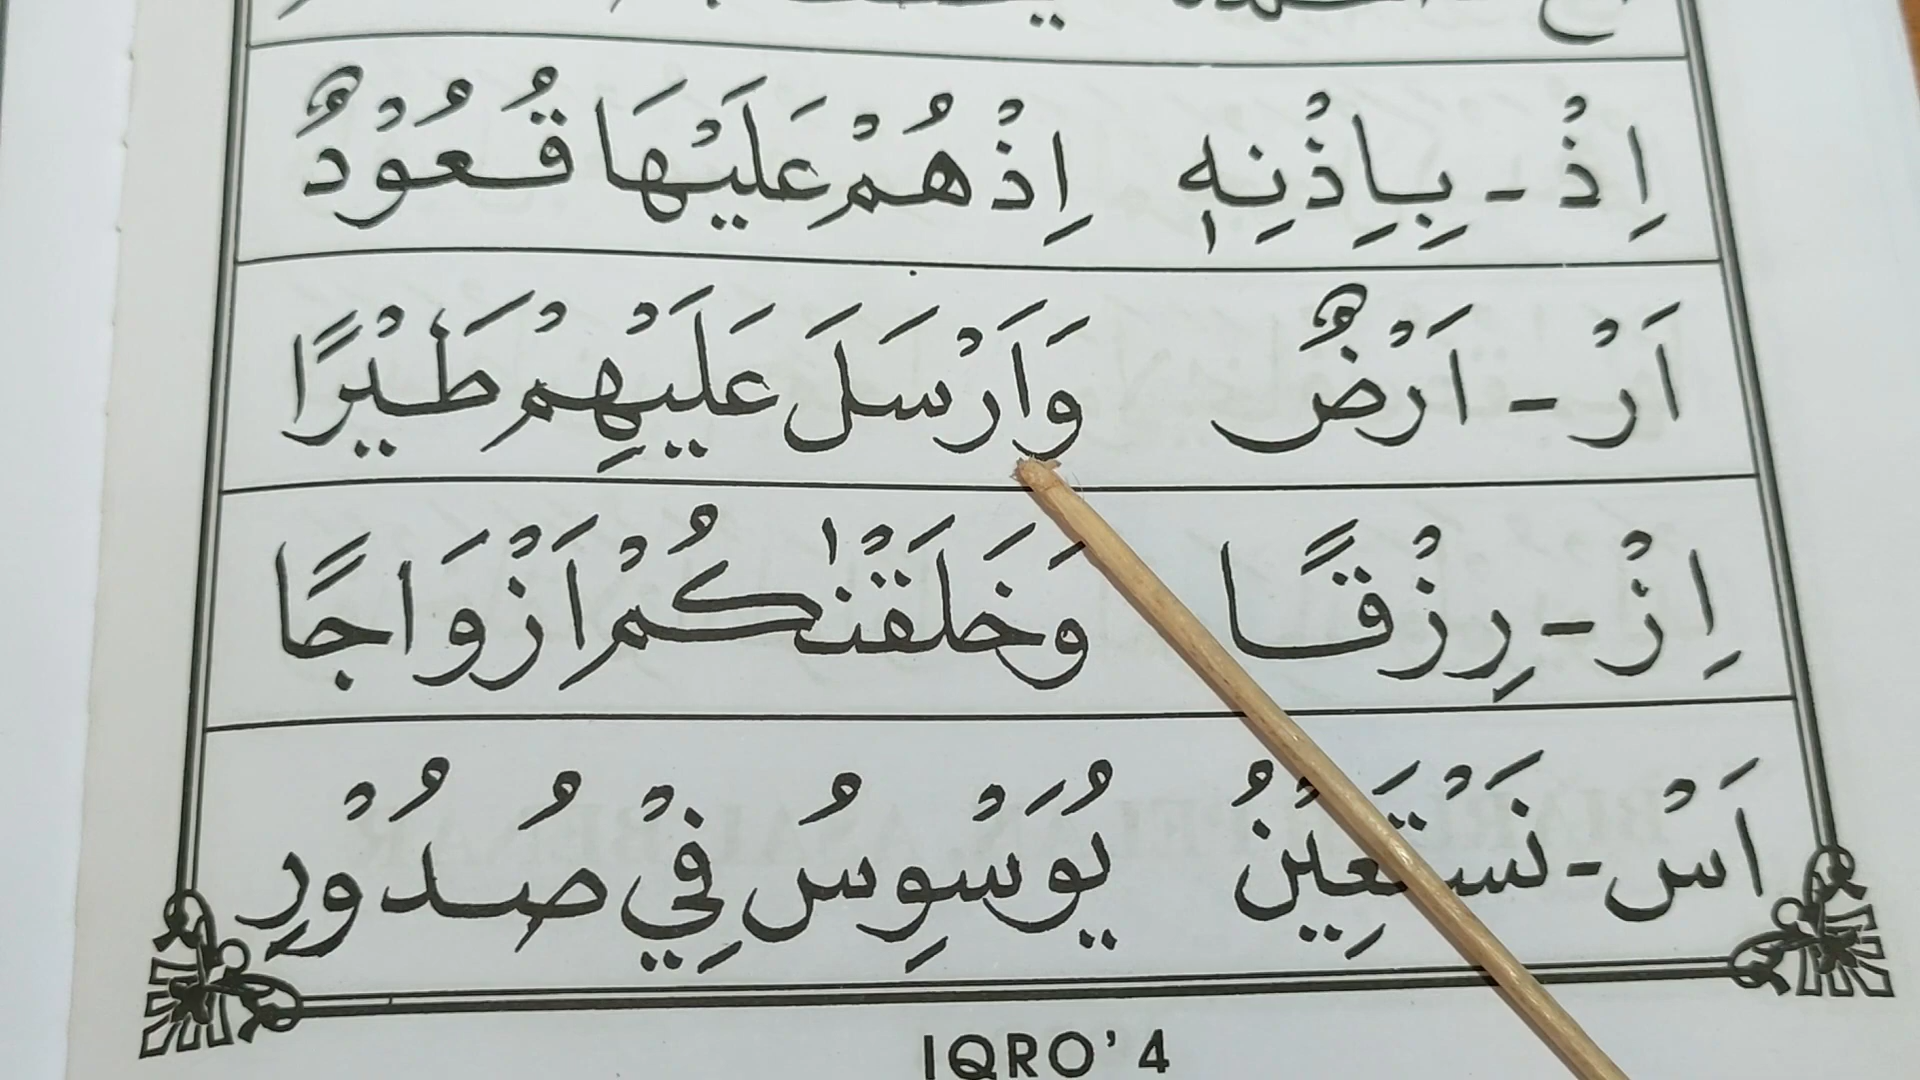 اِذْ - بِاِذْنِهٖ اِذْ هُمْ عَلَيْهَا قُعُوْدٌ
اَرْ - اَرْضٌ وَاَرْسَلَ عَلَيْهِمْ طَيْرًا
اِزْ - رِزْقًا وَخَلَقْنٰكُمْ اَزْوَاجًا
اَسْ - نَسْتَعِيْنُ يُوَسْوِسُ فِيْ صُدُوْرِ
IQRO' 4